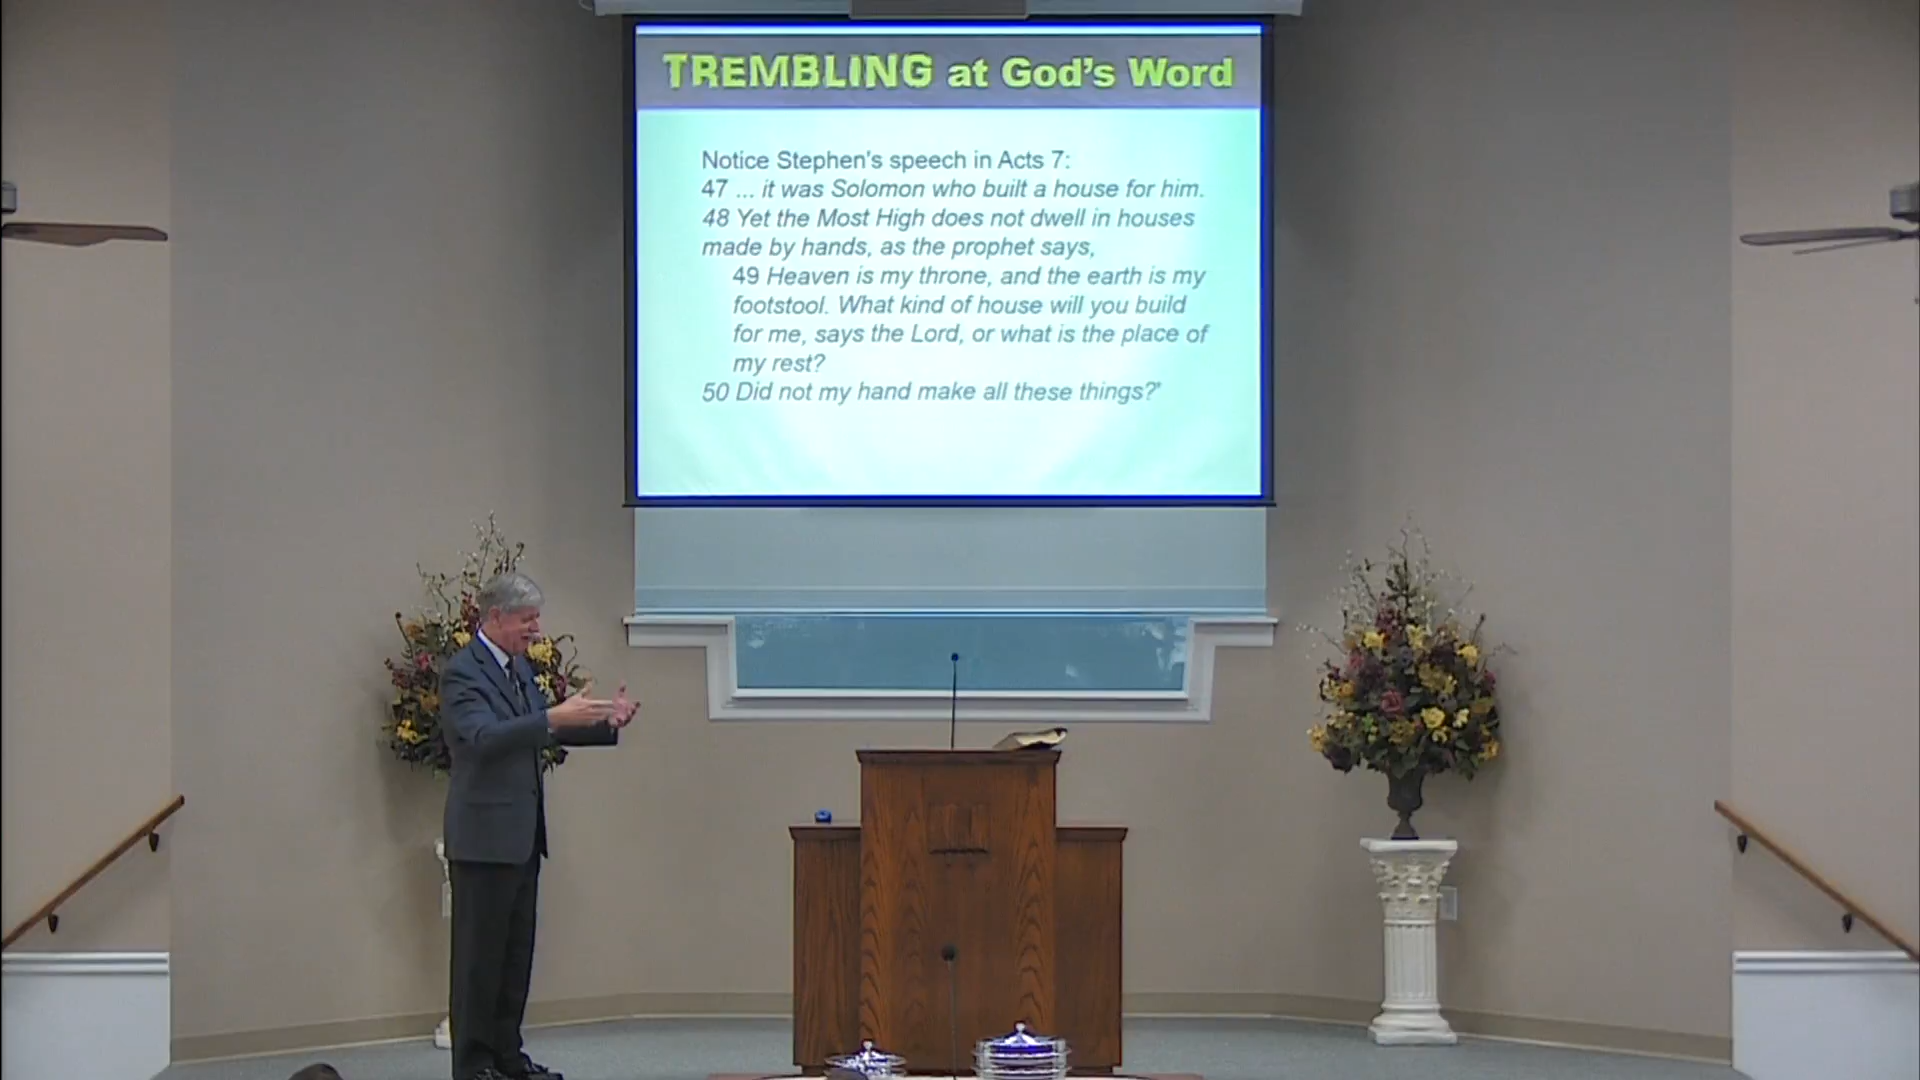 TREMBLING at God's Word
Notice Stephen's speech in Acts 7:
47 ... it was Solomon who built a house for him.
48 Yet the Most High does not dwell in houses
made by hands, as the prophet says,
49 Heaven is my throne, and the earth is my
footstool. What kind of house will you build
for me, says the Lord, or what is the place of
my rest?
50 Did not my hand make all these things?'